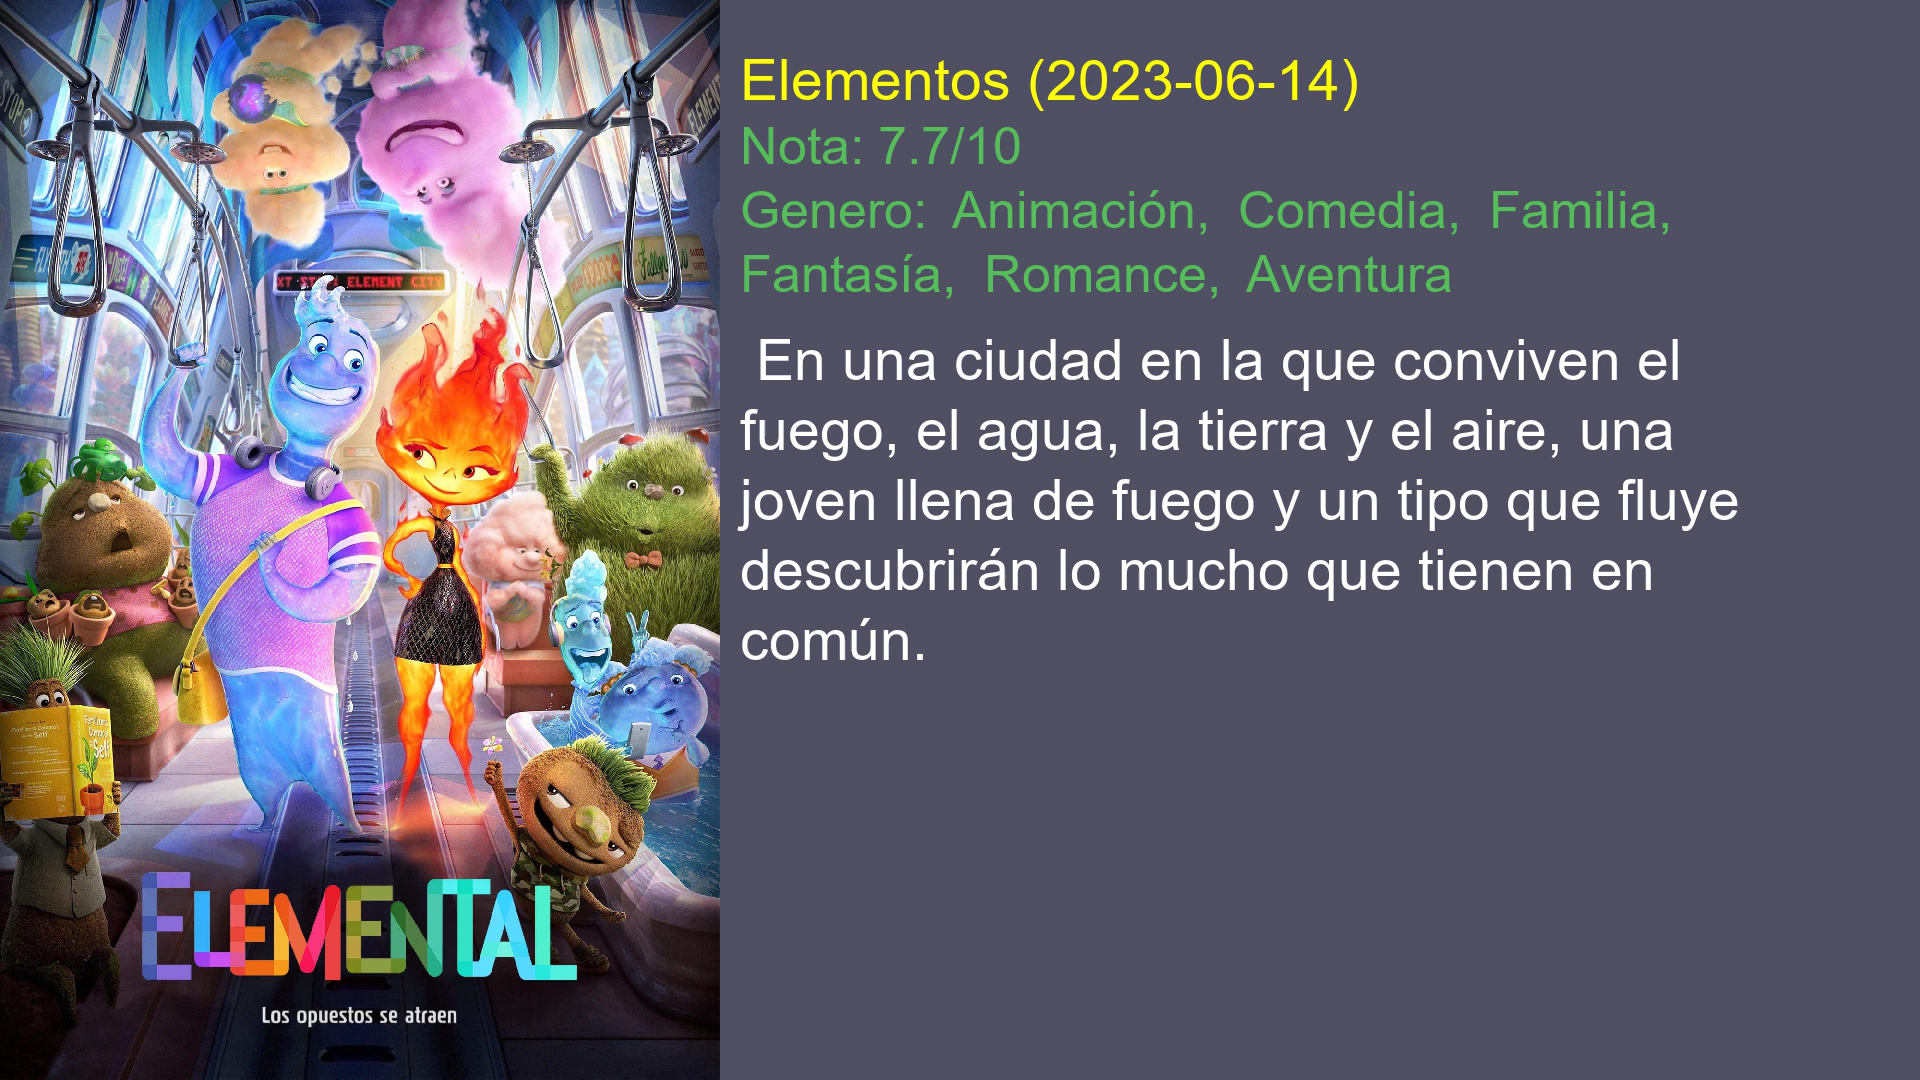 Elementos (2023-06-14)
Nota: 7.7/10
Genero: Animación, Comedia, Familia,
Fantasía, Romance, Aventura
En una ciudad en la que conviven el
fuego, el agua, la tierra y el aire, una
joven llena de fuego y un tipo que fluye
descubrirán lo mucho que tienen en
común.
ELEMENT CITY
Self
Self
ELEMENTAL
Los opuestos se atraen